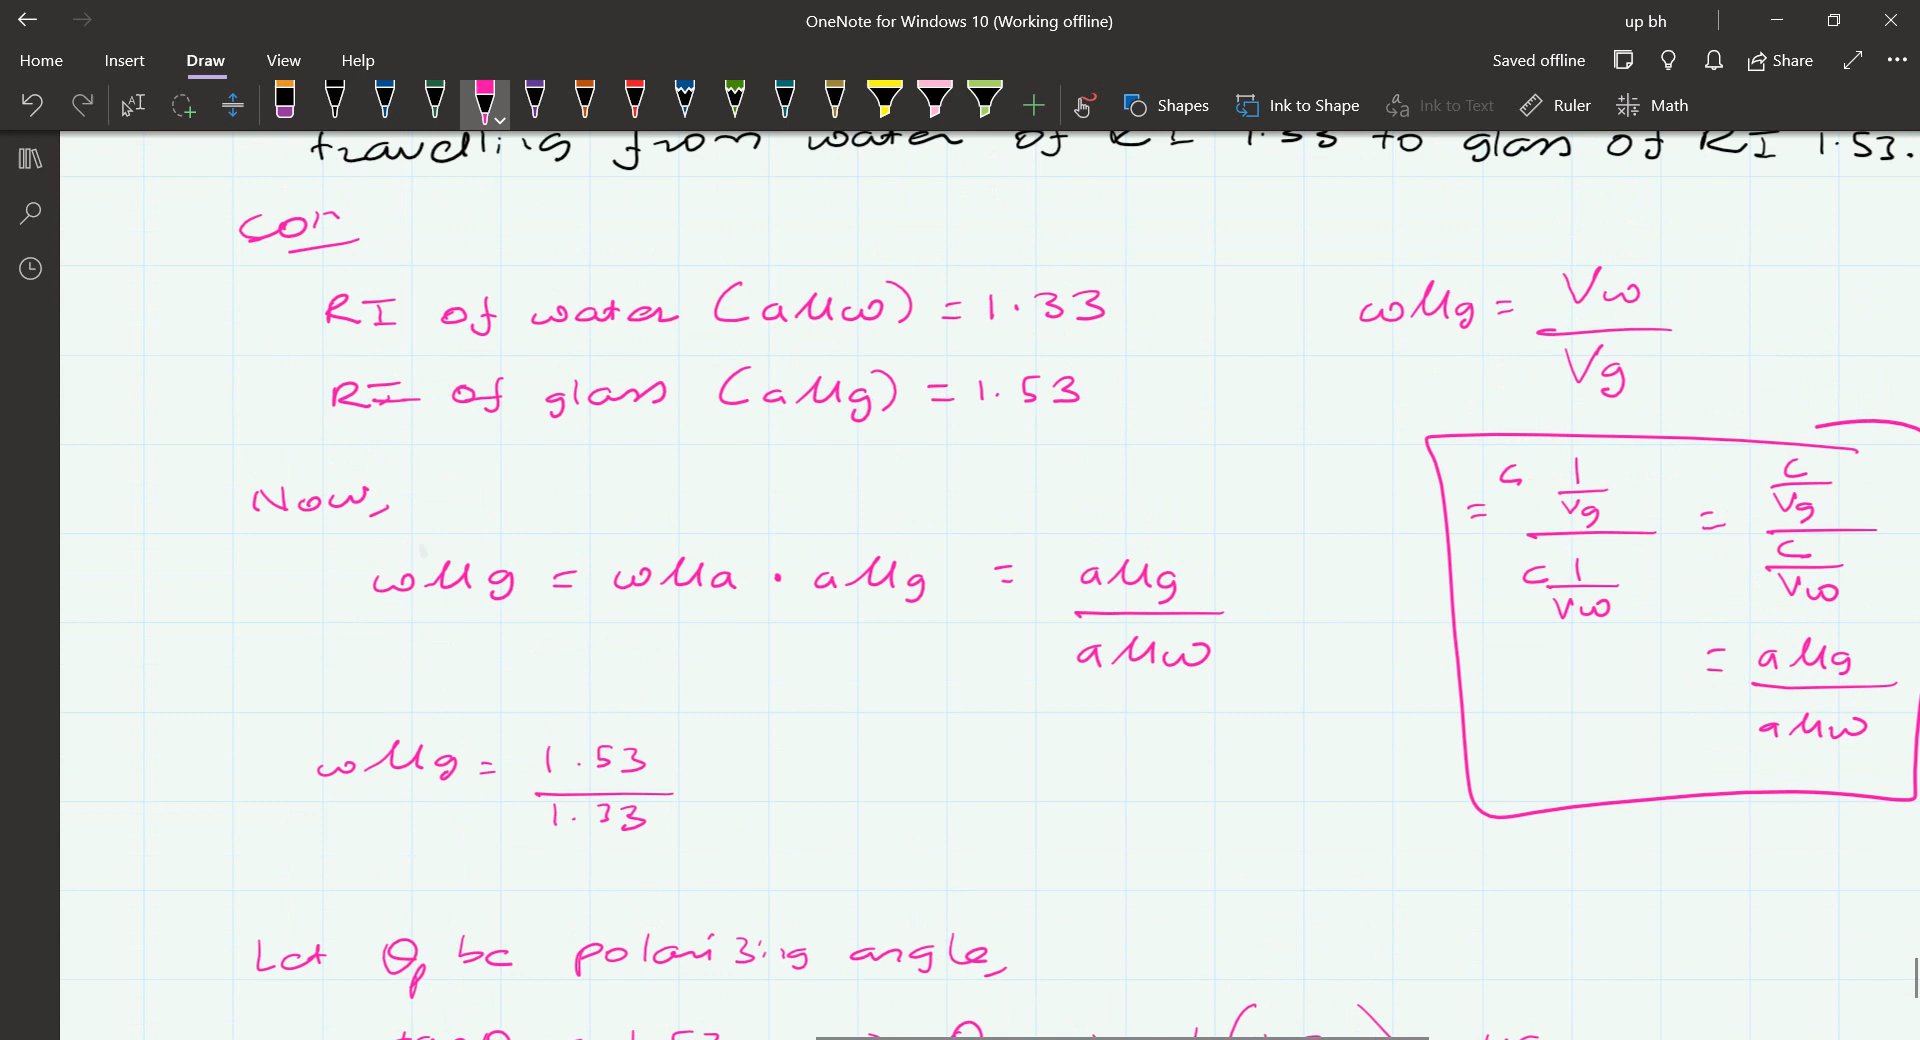 OneNote for Windows 10 (Working offline)
up bh
Home Insert Draw View Help
Saved offline Share
Shapes Ink to Shape Ink to Text Ruler Math
travelling from water of RI 1.33 to glass of RI 1.53.
RI of water (aμw) = 1.33
RI of glass (aμg) = 1.53
wμg = Vw / Vg
Now,
wμg = wμa . aμg = aμg / aμw
= c 1/vg / c 1/vw = c/vg / c/vw
= aμg / aμw
wμg = 1.53 / 1.33
Let θp be polarizing angle,